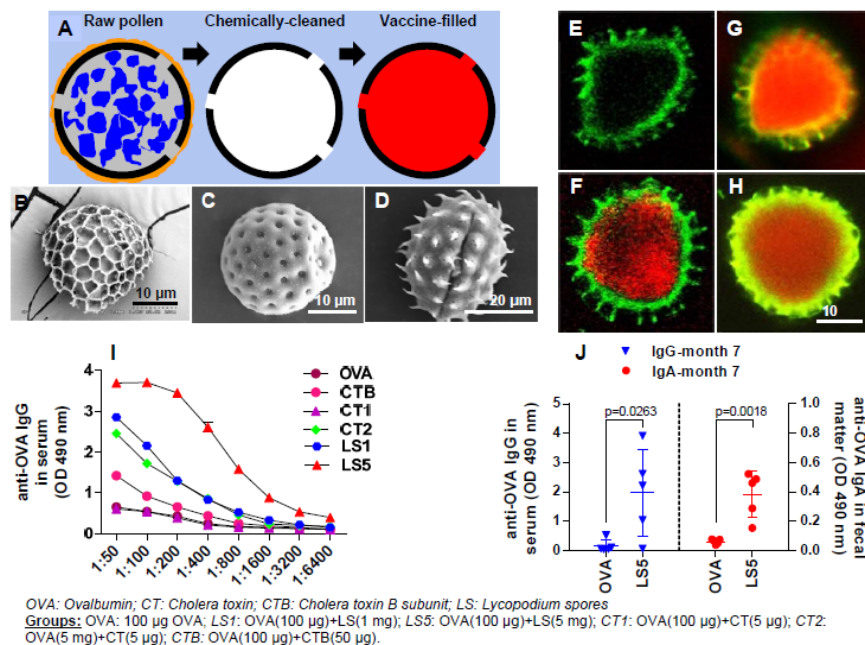 A
Raw pollen
Chemically-cleaned
Vaccine-filled
B
10 µm
C
10 µm
D
20 µm
E
G
F
H
10
I
anti-OVA IgG
in serum
(OD 490 nm)
4
3
2
1
0
1:50
1:100
1:200
1:400
1:800
1:1600
1:3200
1:6400
OVA
CTB
CT1
CT2
LS1
LS5
J
IgG-month 7
IgA-month 7
anti-OVA IgG in
serum (OD 490 nm)
5
4
3
2
1
0
p=0.0263
p=0.0018
1.0
0.8
0.6
0.4
0.2
0.0
anti-OVA IgA in fecal
matter (OD 490 nm)
OVA
LS5
OVA
LS5
OVA: Ovalbumin; CT: Cholera toxin; CTB: Cholera toxin B subunit; LS: Lycopodium spores
Groups: OVA: 100 µg OVA; LS1: OVA(100 µg)+LS(1 mg); LS5: OVA(100 µg)+LS(5 mg); CT1: OVA(100 µg)+CT(5 µg); CT2:
OVA(5 mg)+CT(5 µg); CTB: OVA(100 µg)+CTB(50 µg).